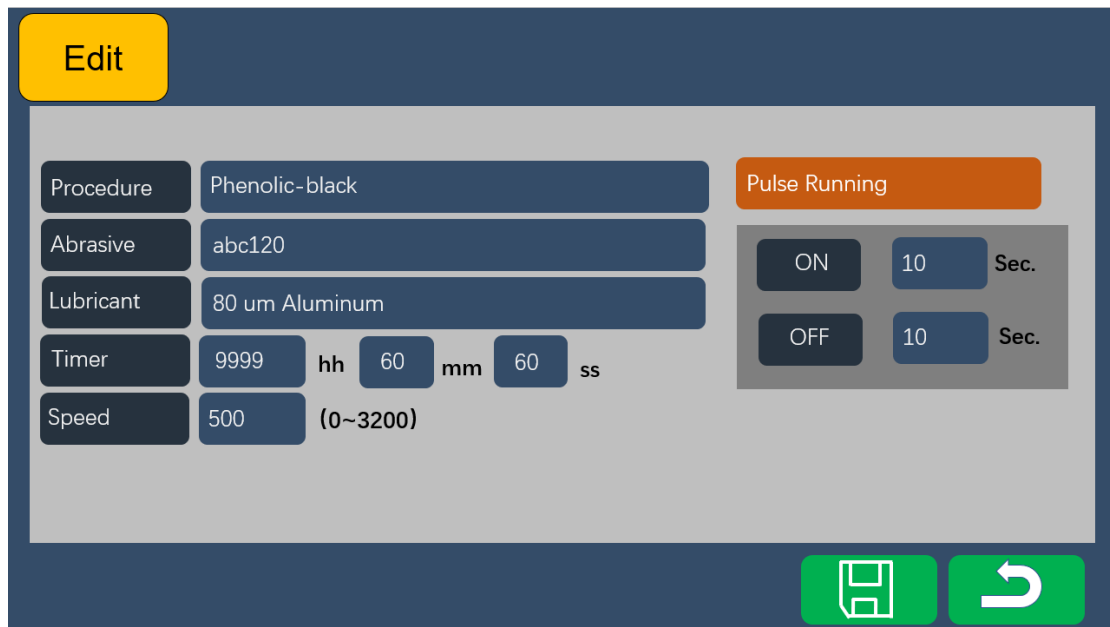 Edit
Procedure Phenolic-black
Abrasive abc120
Lubricant 80 um Aluminum
Timer 9999 hh 60 mm 60 ss
Speed 500 (0~3200)
Pulse Running
ON 10 Sec.
OFF 10 Sec.